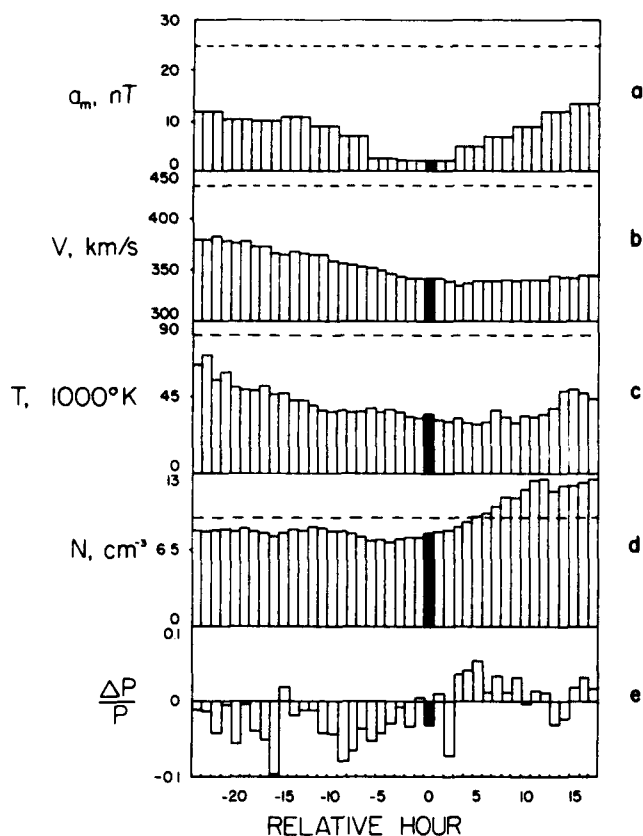 30
20
a_m, nT
10
0
a
450
400
V, km/s
350
300
b
90
T, 1000°K
45
0
c
13
N, cm⁻³
6 5
0
d
0 1
ΔP
P
0
-0 1
e
-20 -15 -10 -5 0 5 10 15
RELATIVE HOUR